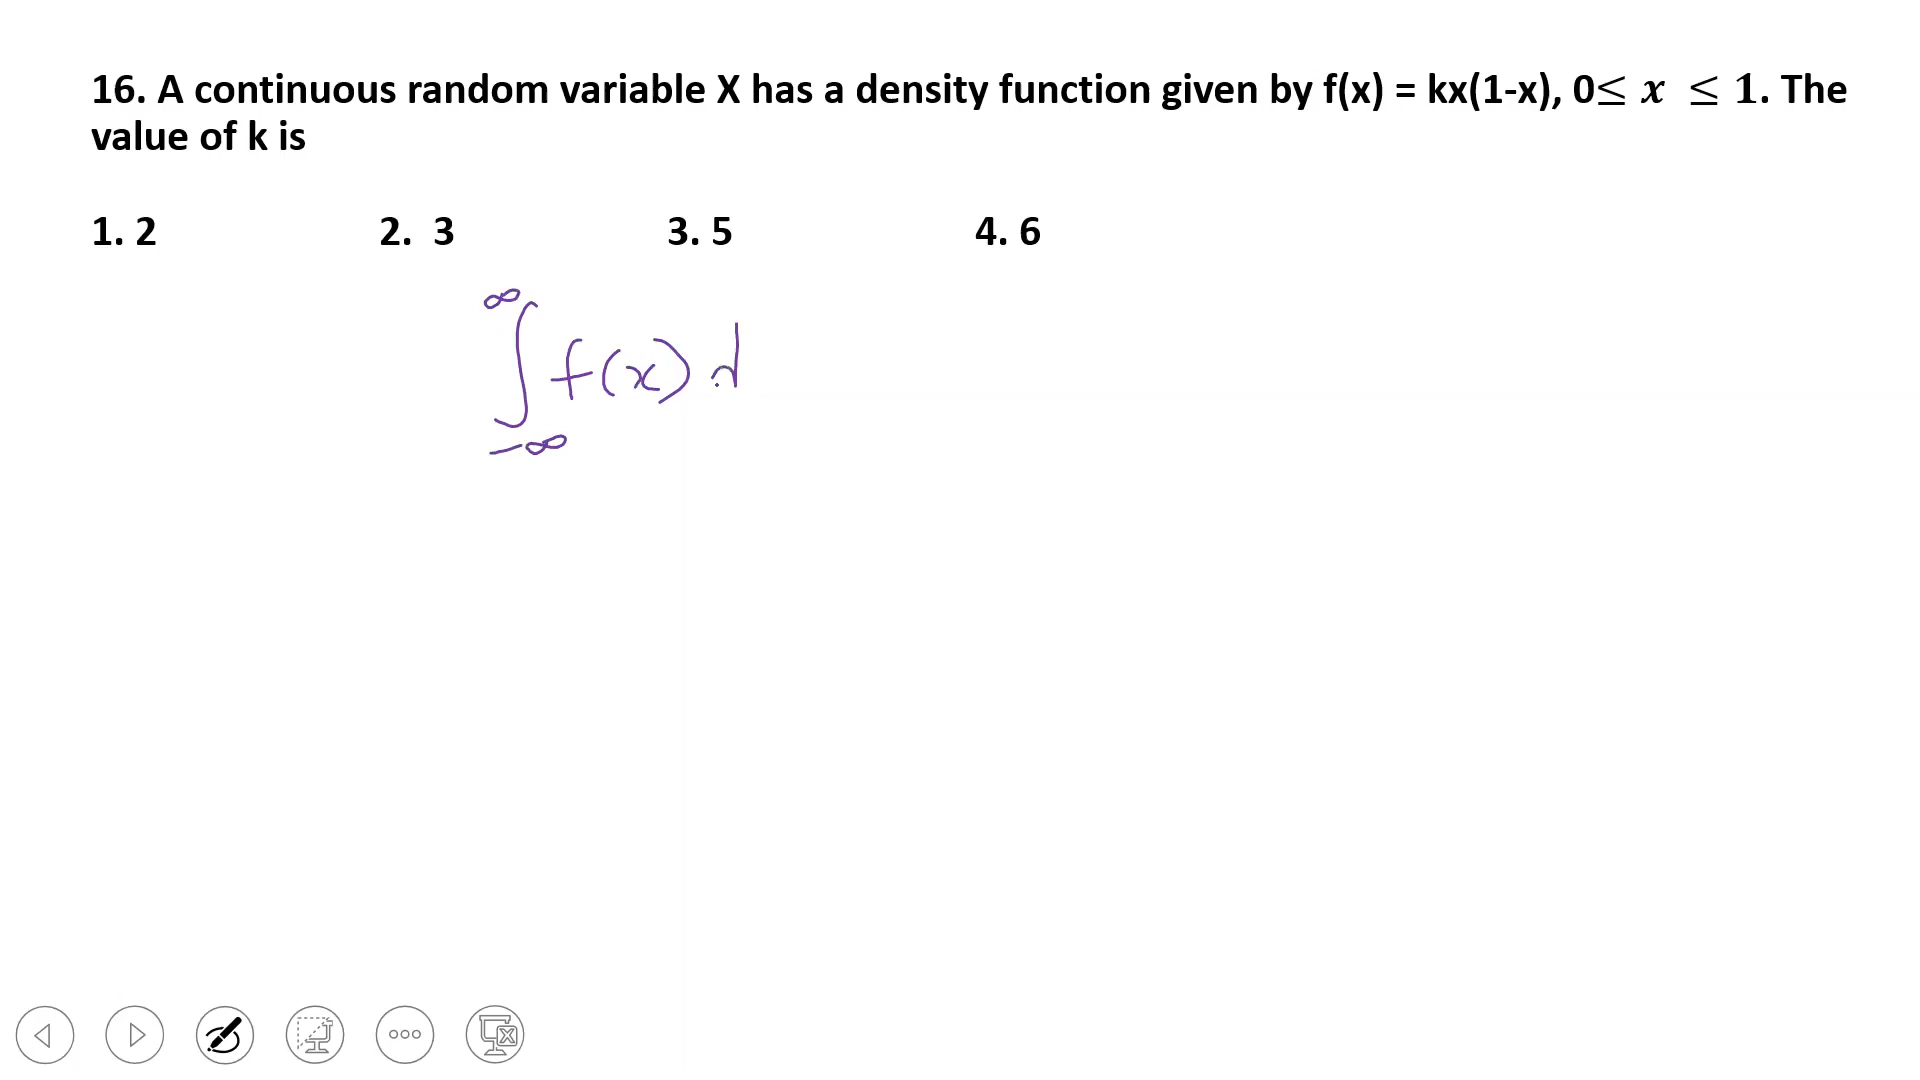 16. A continuous random variable X has a density function given by f(x) = kx(1-x), 0≤ x ≤ 1. The
value of k is
1. 2 2. 3 3. 5 4. 6
∞
∫ f(x) d
-∞